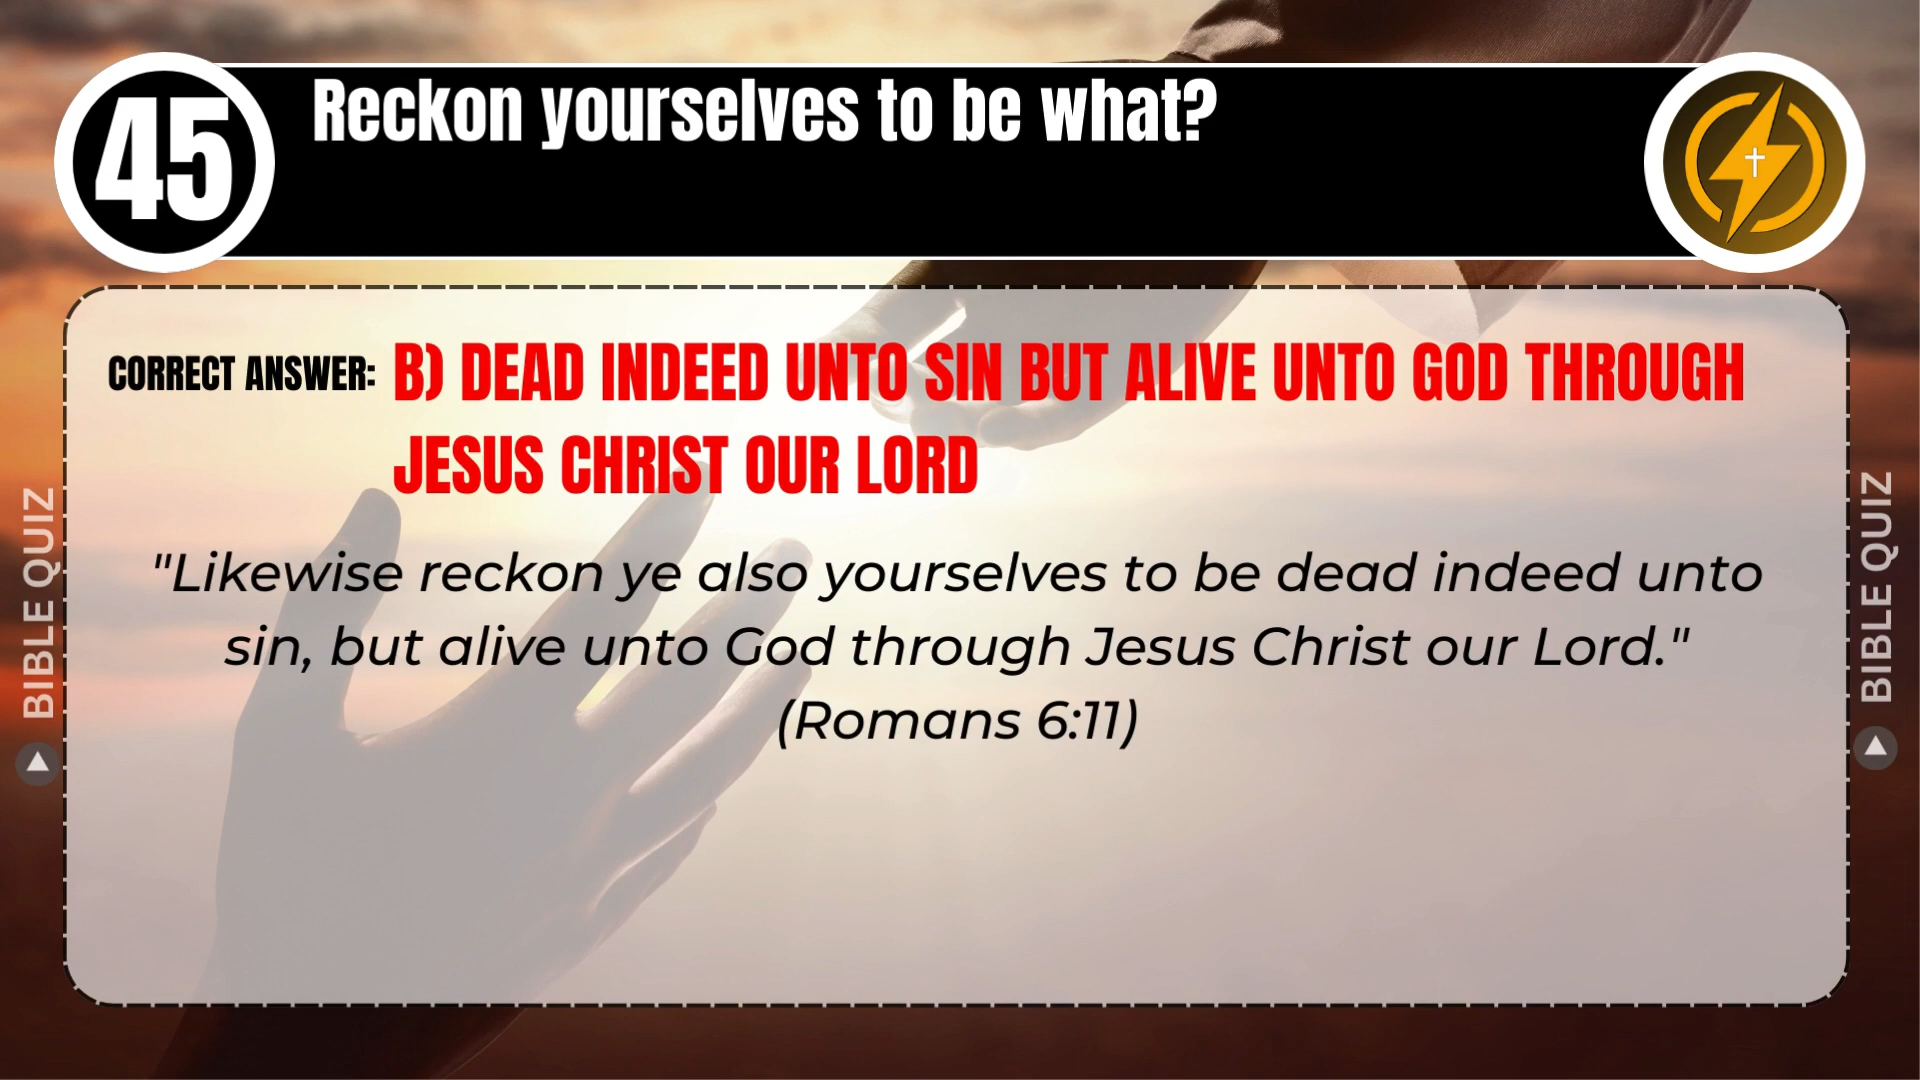 45
Reckon yourselves to be what?
CORRECT ANSWER: B) DEAD INDEED UNTO SIN BUT ALIVE UNTO GOD THROUGH
JESUS CHRIST OUR LORD
"Likewise reckon ye also yourselves to be dead indeed unto
sin, but alive unto God through Jesus Christ our Lord."
(Romans 6:11)
BIBLE QUIZ
BIBLE QUIZ